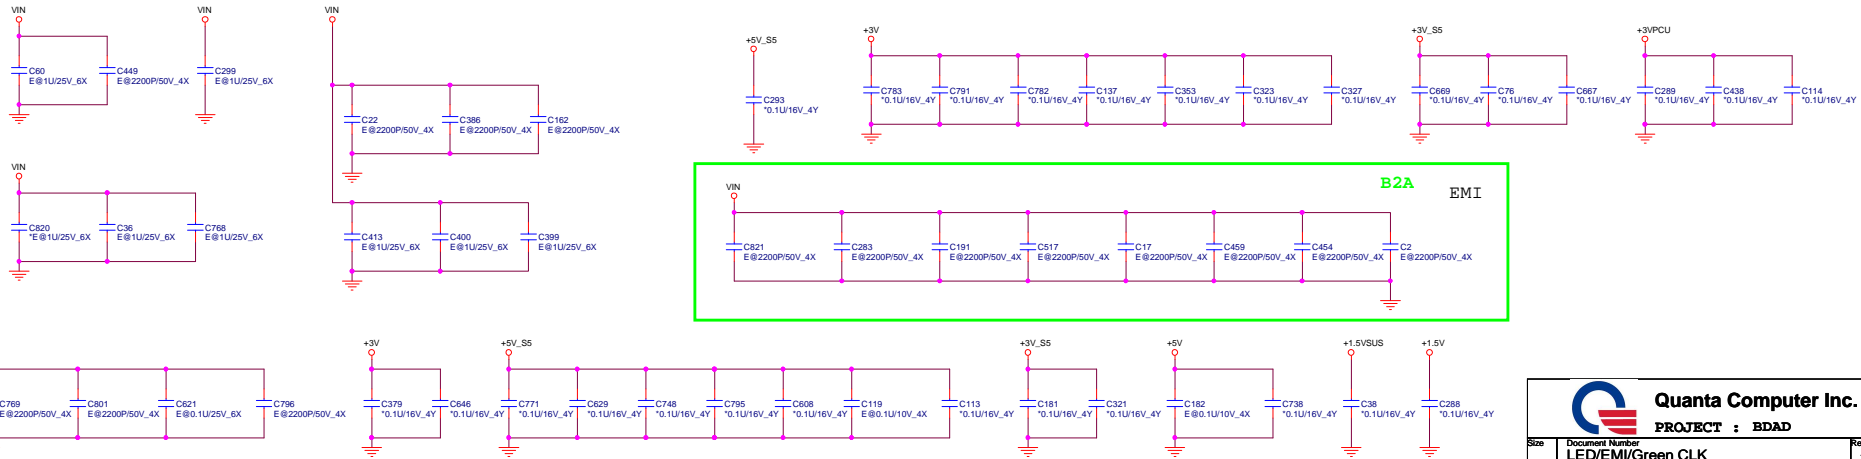 VIN
C60
E@1U/25V_6X
C449
E@2200P/50V_4X
VIN
C299
E@1U/25V_6X
VIN
C22
E@2200P/50V_4X
C386
E@2200P/50V_4X
C162
E@2200P/50V_4X
C413
E@1U/25V_6X
C400
E@1U/25V_6X
C399
E@1U/25V_6X
VIN
C820
*E@1U/25V_6X
C36
E@1U/25V_6X
C768
E@1U/25V_6X
+5V_S5
C293
*0.1U/16V_4Y
+3V
C783
*0.1U/16V_4Y
C791
*0.1U/16V_4Y
C782
*0.1U/16V_4Y
C137
*0.1U/16V_4Y
C353
*0.1U/16V_4Y
C323
*0.1U/16V_4Y
C327
*0.1U/16V_4Y
+3V_S5
C669
*0.1U/16V_4Y
C76
*0.1U/16V_4Y
C667
*0.1U/16V_4Y
+3VPCU
C289
*0.1U/16V_4Y
C438
*0.1U/16V_4Y
C114
*0.1U/16V_4Y
B2A
EMI
VIN
C821
E@2200P/50V_4X
C283
E@2200P/50V_4X
C191
E@2200P/50V_4X
C517
E@2200P/50V_4X
C17
E@2200P/50V_4X
C459
E@2200P/50V_4X
C454
E@2200P/50V_4X
C2
E@2200P/50V_4X
C769
E@2200P/50V_4X
C801
E@2200P/50V_4X
C621
E@0.1U/25V_6X
C796
E@2200P/50V_4X
+3V
C379
*0.1U/16V_4Y
C646
*0.1U/16V_4Y
+5V_S5
C771
*0.1U/16V_4Y
C629
*0.1U/16V_4Y
C748
*0.1U/16V_4Y
C795
*0.1U/16V_4Y
C608
*0.1U/16V_4Y
C119
E@0.1U/10V_4X
C113
*0.1U/16V_4Y
+3V_S5
C181
*0.1U/16V_4Y
C321
*0.1U/16V_4Y
+5V
C182
E@0.1U/10V_4X
C738
*0.1U/16V_4Y
+1.5VSUS
C38
*0.1U/16V_4Y
+1.5V
C288
*0.1U/16V_4Y
Quanta Computer Inc.
PROJECT : BDAD
Size
Document Number
LED/EMI/Green CLK